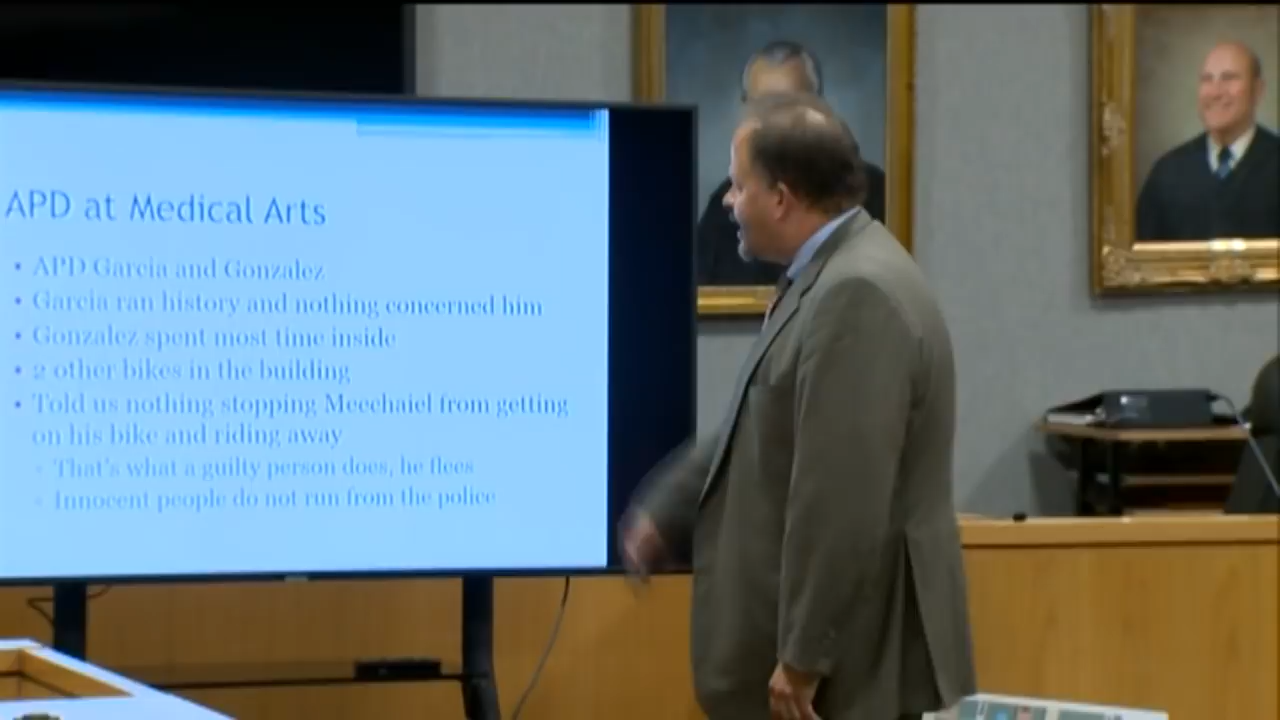 APD at Medical Arts
• APD Garcia and Gonzalez
• Garcia ran history and nothing concerned him
• Gonzalez spent most time inside
• 2 other bikes in the building
• Told us nothing stopping Meechaiel from getting
on his bike and riding away
▫ That's what a guilty person does, he flees
▫ Innocent people do not run from the police